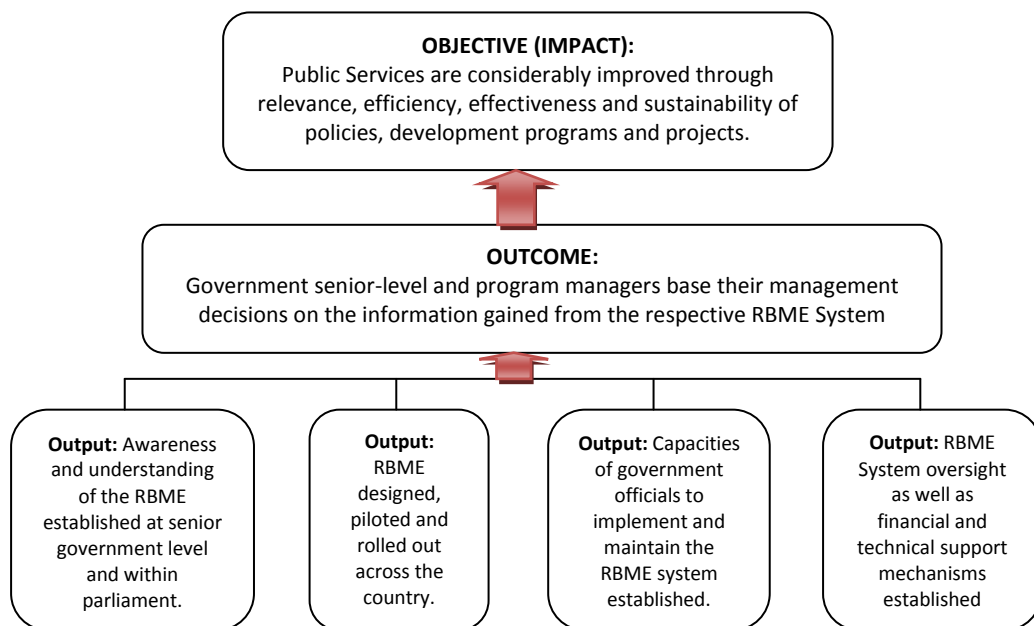 OBJECTIVE (IMPACT):
Public Services are considerably improved through
relevance, efficiency, effectiveness and sustainability of
policies, development programs and projects.
OUTCOME:
Government senior-level and program managers base their management
decisions on the information gained from the respective RBME System
Output: Awareness
and understanding
of the RBME
established at senior
government level
and within
parliament.
Output:
RBME
designed,
piloted and
rolled out
across the
country.
Output: Capacities
of government
officials to
implement and
maintain the
RBME system
established.
Output: RBME
System oversight
as well as
financial and
technical support
mechanisms
established